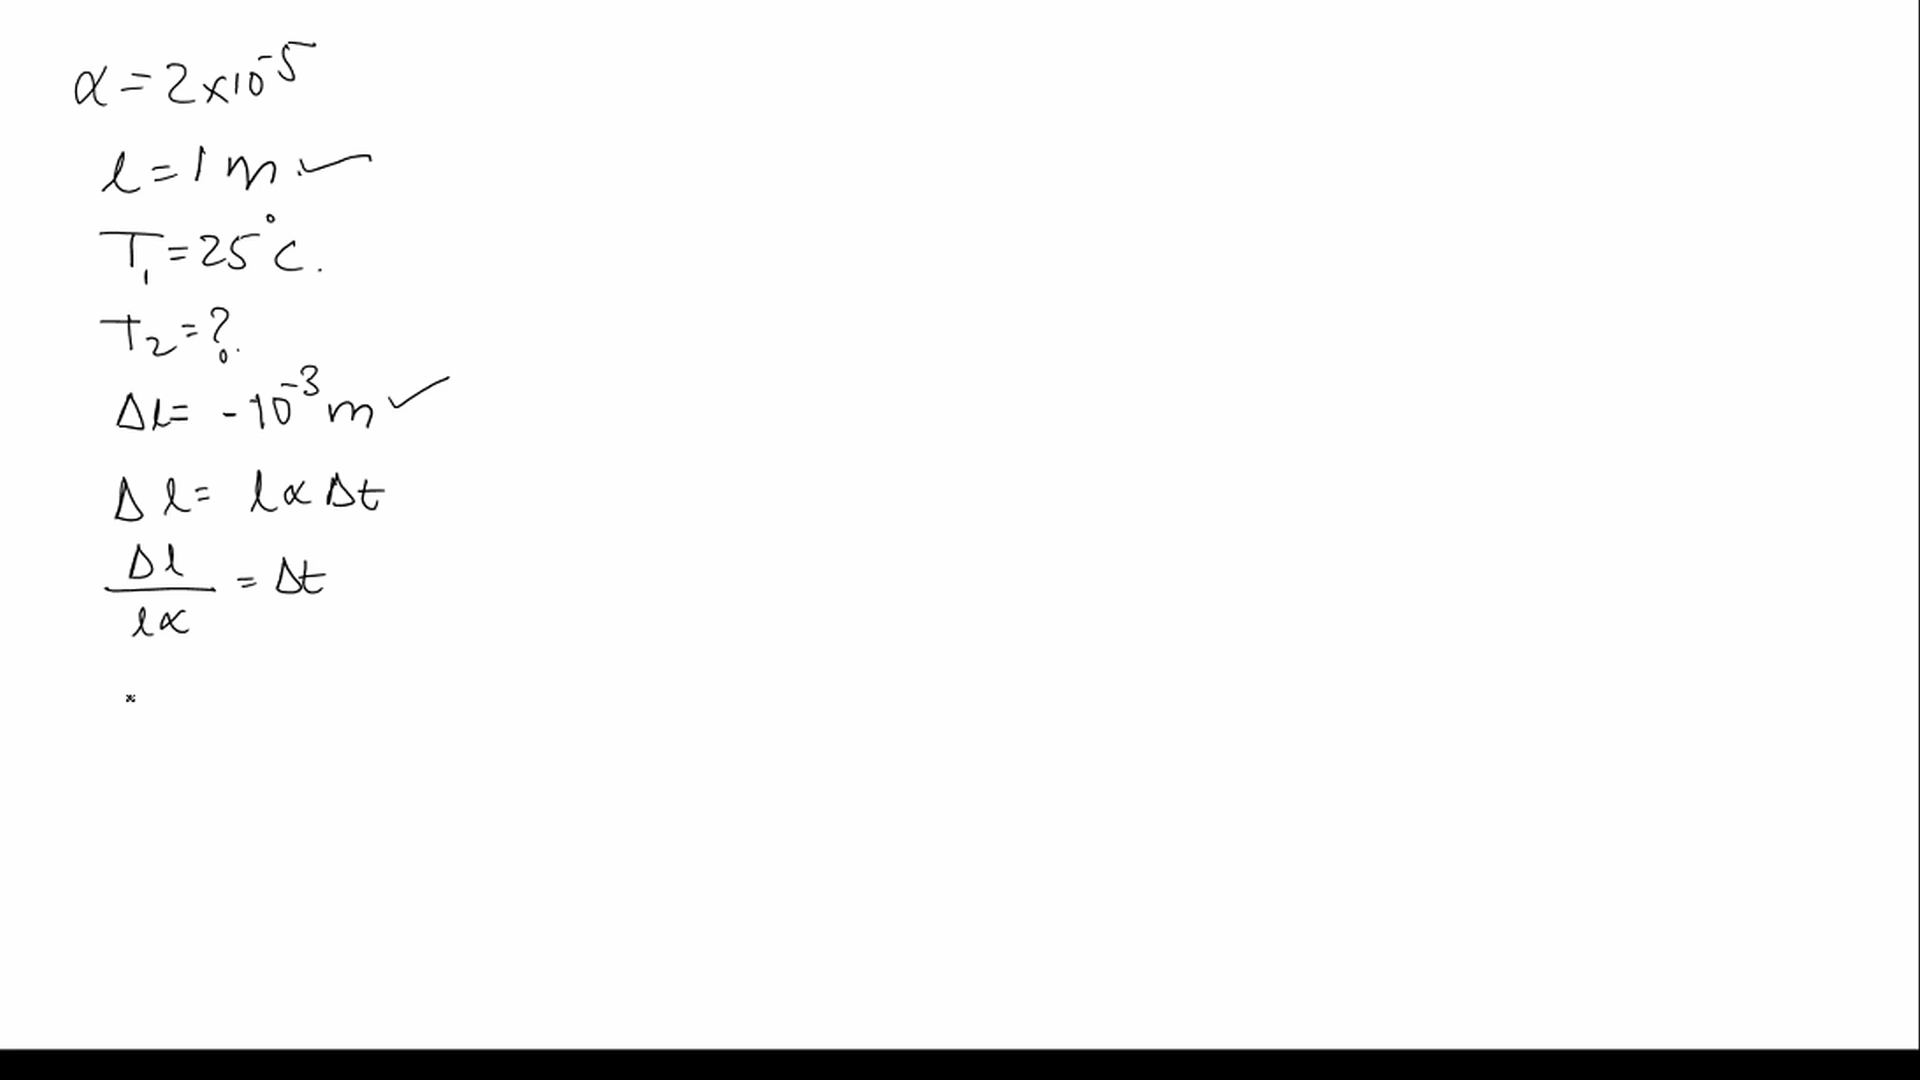 α = 2×10⁻⁵
l = 1 m ✓
T₁ = 25°C.
T₂ = ?
Δl = -10⁻³ m ✓
Δl = lαΔt
Δl/lα = Δt